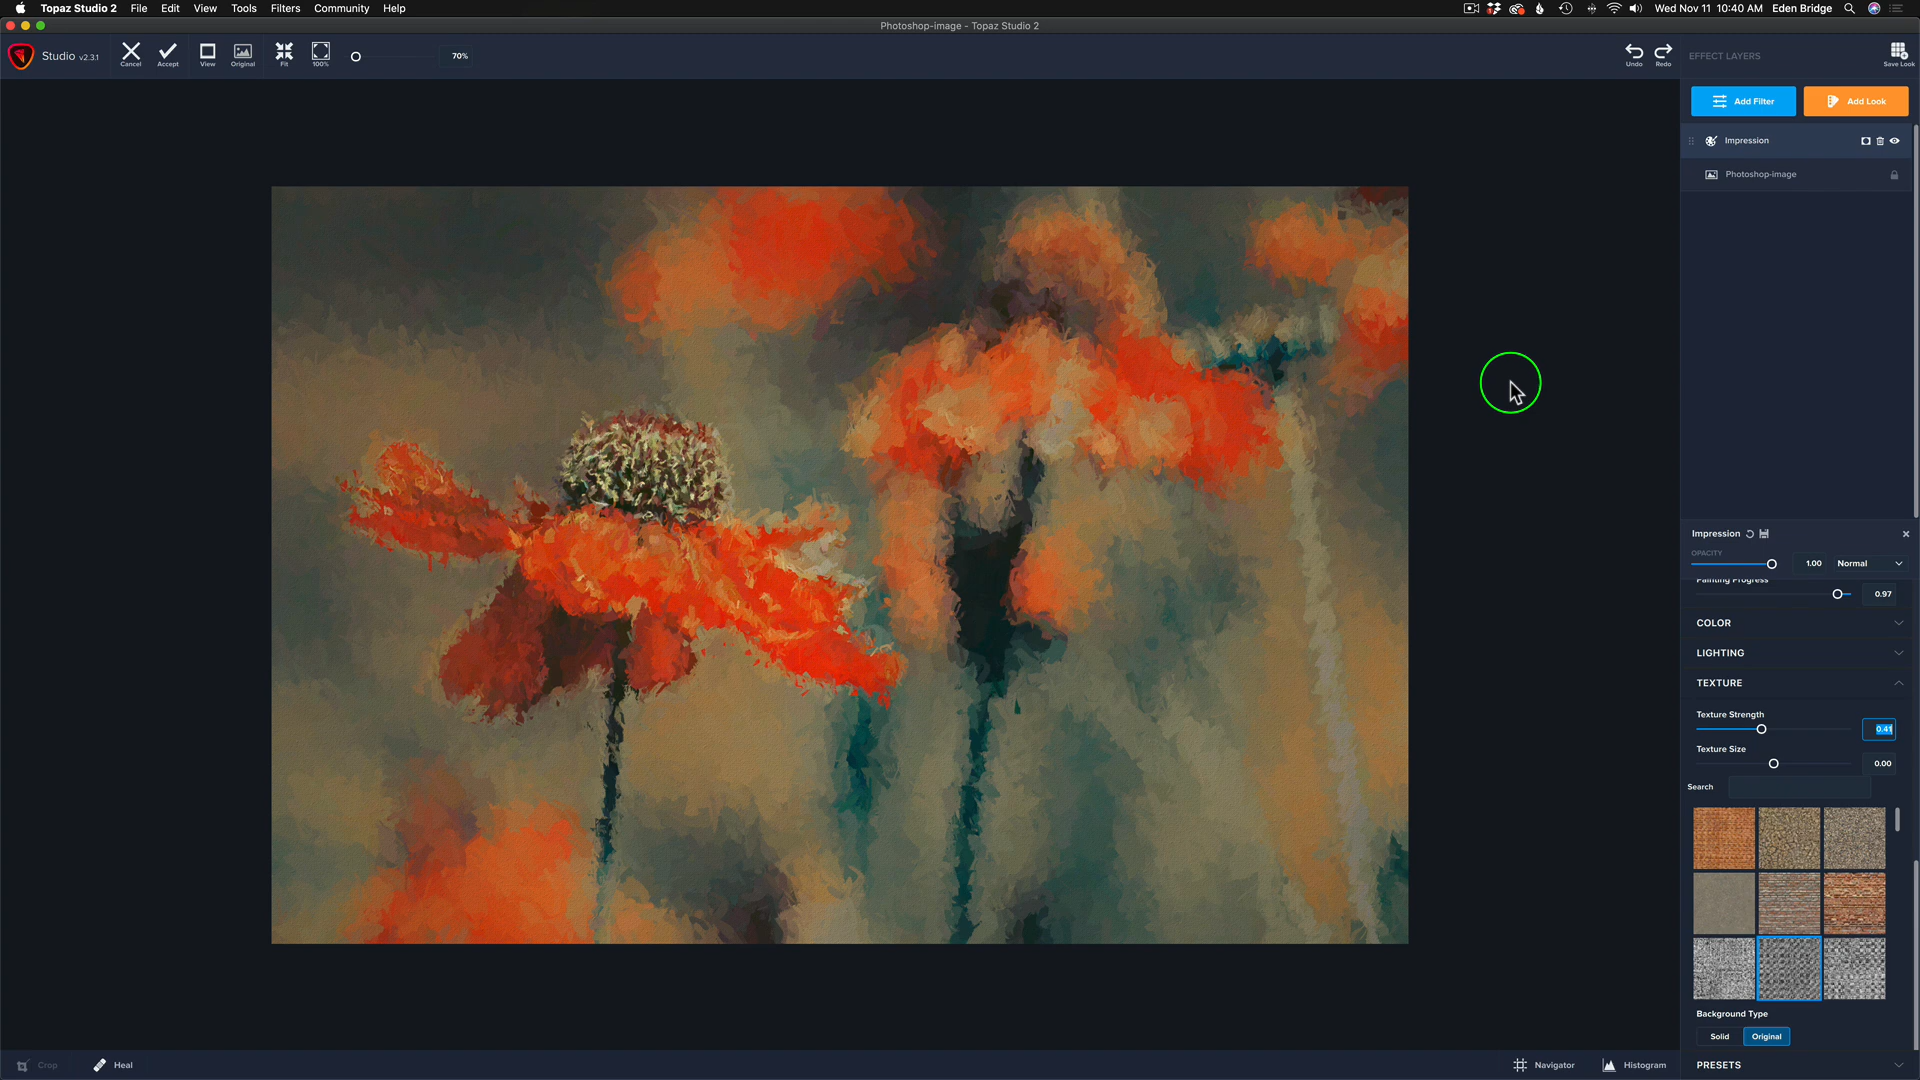 Topaz Studio 2 File Edit View Tools Filters Community Help
Wed Nov 11 10:40 AM Eden Bridge
Photoshop-image - Topaz Studio 2
Studio v2.3.1
Cancel Accept View Original Fit 100% 70%
Undo Redo
EFFECT LAYERS
Save Look
Add Filter
Add Look
Impression
Photoshop-image
Impression
OPACITY
1.00 Normal
Painting Progress
0.97
COLOR
LIGHTING
TEXTURE
Texture Strength
0.41
Texture Size
0.00
Search
Background Type
Solid Original
PRESETS
Crop Heal Navigator Histogram